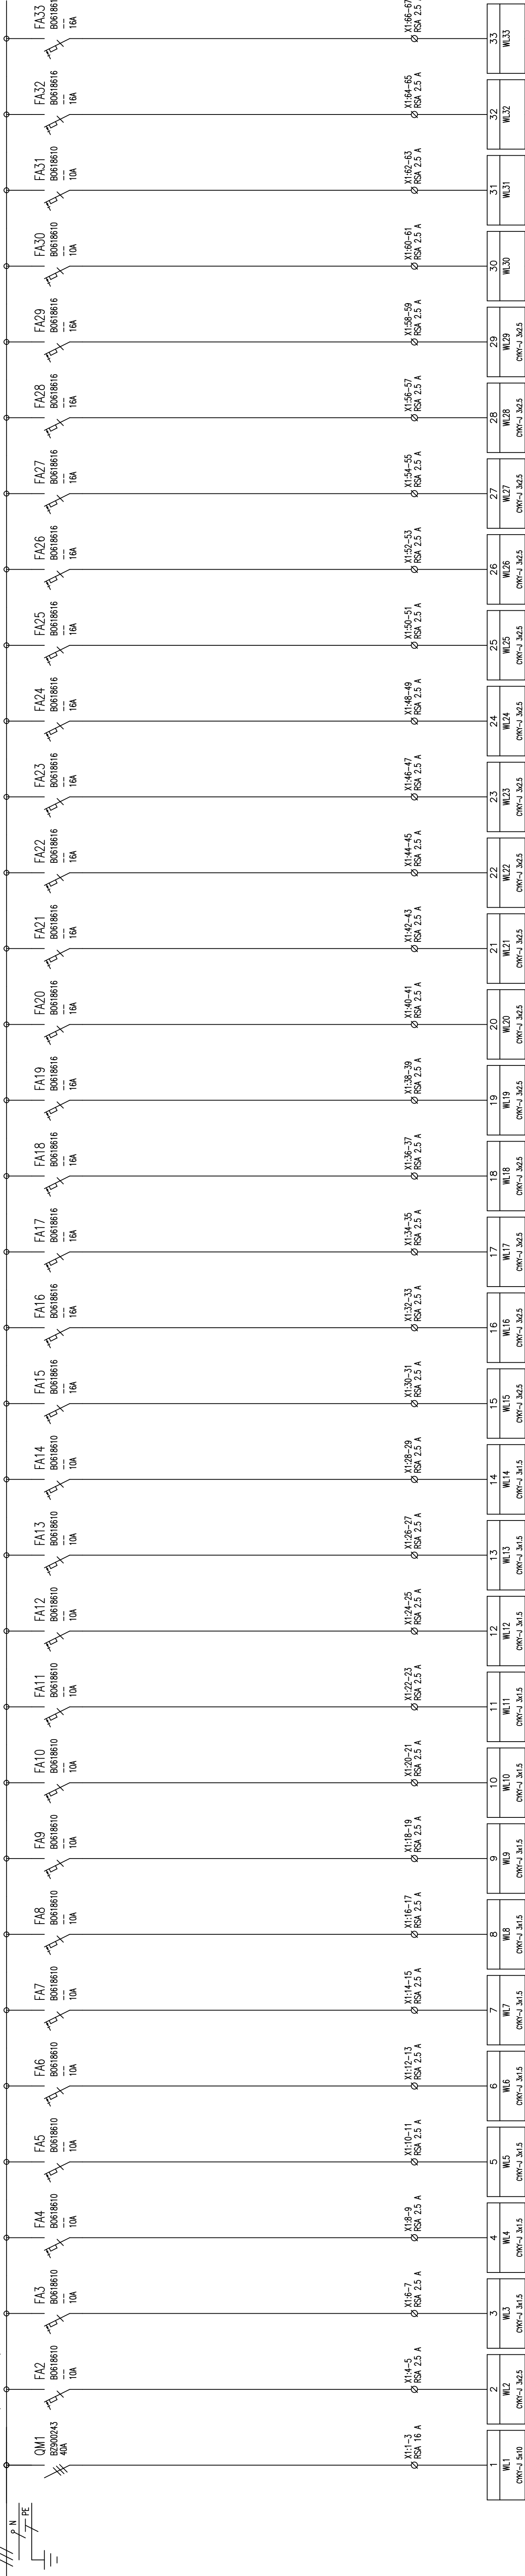 N
PE
QM1
BZ900243
40A
X1:1-3
RSA 16 A
1
WL1
CYKY-J 5x10
FA2
BO618610
--
10A
X1:4-5
RSA 2.5 A
2
WL2
CYKY-J 3x2.5
FA3
BO618610
--
10A
X1:6-7
RSA 2.5 A
3
WL3
CYKY-J 3x1.5
FA4
BO618610
--
10A
X1:8-9
RSA 2.5 A
4
WL4
CYKY-J 3x1.5
FA5
BO618610
--
10A
X1:10-11
RSA 2.5 A
5
WL5
CYKY-J 3x1.5
FA6
BO618610
--
10A
X1:12-13
RSA 2.5 A
6
WL6
CYKY-J 3x1.5
FA7
BO618610
--
10A
X1:14-15
RSA 2.5 A
7
WL7
CYKY-J 3x1.5
FA8
BO618610
--
10A
X1:16-17
RSA 2.5 A
8
WL8
CYKY-J 3x1.5
FA9
BO618610
--
10A
X1:18-19
RSA 2.5 A
9
WL9
CYKY-J 3x1.5
FA10
BO618610
--
10A
X1:20-21
RSA 2.5 A
10
WL10
CYKY-J 3x1.5
FA11
BO618610
--
10A
X1:22-23
RSA 2.5 A
11
WL11
CYKY-J 3x1.5
FA12
BO618610
--
10A
X1:24-25
RSA 2.5 A
12
WL12
CYKY-J 3x1.5
FA13
BO618610
--
10A
X1:26-27
RSA 2.5 A
13
WL13
CYKY-J 3x1.5
FA14
BO618610
--
10A
X1:28-29
RSA 2.5 A
14
WL14
CYKY-J 3x1.5
FA15
BO618616
--
16A
X1:30-31
RSA 2.5 A
15
WL15
CYKY-J 3x2.5
FA16
BO618616
--
16A
X1:32-33
RSA 2.5 A
16
WL16
CYKY-J 3x2.5
FA17
BO618616
--
16A
X1:34-35
RSA 2.5 A
17
WL17
CYKY-J 3x2.5
FA18
BO618616
--
16A
X1:36-37
RSA 2.5 A
18
WL18
CYKY-J 3x2.5
FA19
BO618616
--
16A
X1:38-39
RSA 2.5 A
19
WL19
CYKY-J 3x2.5
FA20
BO618616
--
16A
X1:40-41
RSA 2.5 A
20
WL20
CYKY-J 3x2.5
FA21
BO618616
--
16A
X1:42-43
RSA 2.5 A
21
WL21
CYKY-J 3x2.5
FA22
BO618616
--
16A
X1:44-45
RSA 2.5 A
22
WL22
CYKY-J 3x2.5
FA23
BO618616
--
16A
X1:46-47
RSA 2.5 A
23
WL23
CYKY-J 3x2.5
FA24
BO618616
--
16A
X1:48-49
RSA 2.5 A
24
WL24
CYKY-J 3x2.5
FA25
BO618616
--
16A
X1:50-51
RSA 2.5 A
25
WL25
CYKY-J 3x2.5
FA26
BO618616
--
16A
X1:52-53
RSA 2.5 A
26
WL26
CYKY-J 3x2.5
FA27
BO618616
--
16A
X1:54-55
RSA 2.5 A
27
WL27
CYKY-J 3x2.5
FA28
BO618616
--
16A
X1:56-57
RSA 2.5 A
28
WL28
CYKY-J 3x2.5
FA29
BO618616
--
16A
X1:58-59
RSA 2.5 A
29
WL29
CYKY-J 3x2.5
FA30
BO618610
--
10A
X1:60-61
RSA 2.5 A
30
WL30
FA31
BO618610
--
10A
X1:62-63
RSA 2.5 A
31
WL31
FA32
BO618616
--
16A
X1:64-65
RSA 2.5 A
32
WL32
FA33
BO61861
--
16A
X1:66-67
RSA 2.5 A
33
WL33